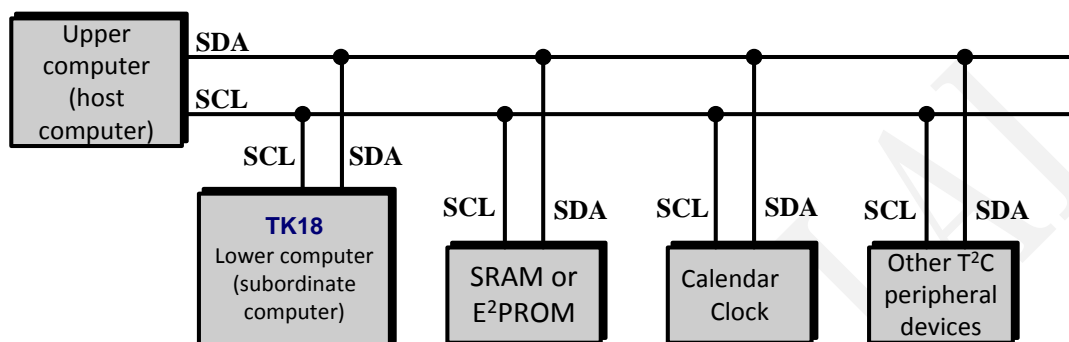 Upper
computer
(host
computer)
SDA
SCL
SCL SDA
TK18
Lower computer
(subordinate
computer)
SCL SDA
SRAM or
E²PROM
SCL SDA
Calendar
Clock
SCL SDA
Other T²C
peripheral
devices